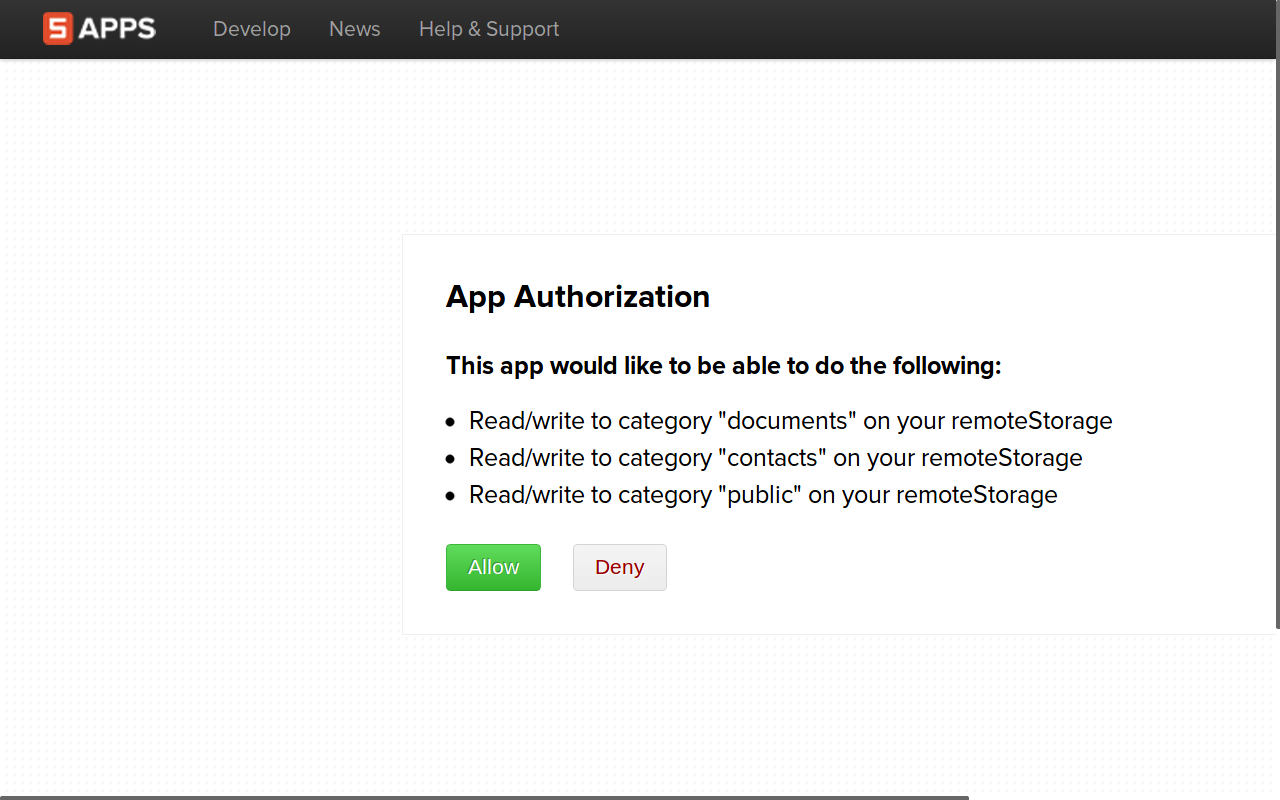 5 APPS Develop News Help & Support
App Authorization
This app would like to be able to do the following:
Read/write to category "documents" on your remoteStorage
Read/write to category "contacts" on your remoteStorage
Read/write to category "public" on your remoteStorage
Allow Deny